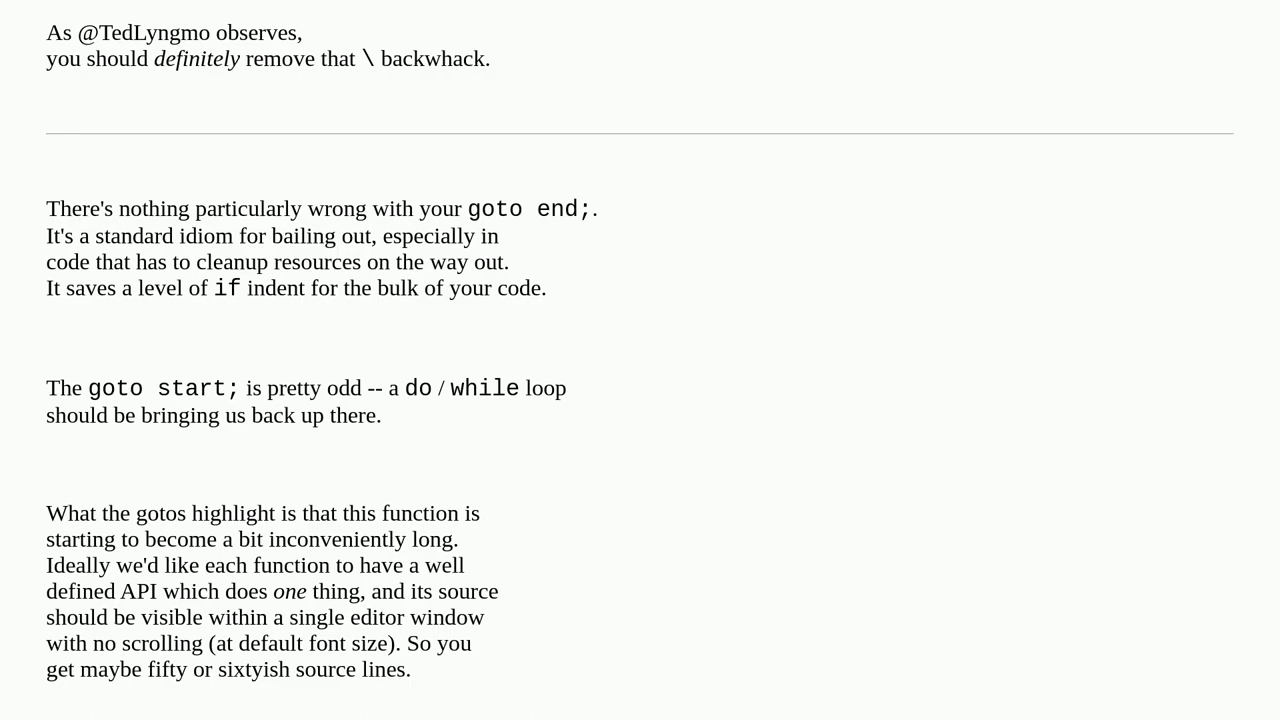 As @TedLyngmo observes,
you should definitely remove that \ backwhack.
There's nothing particularly wrong with your goto end;.
It's a standard idiom for bailing out, especially in
code that has to cleanup resources on the way out.
It saves a level of if indent for the bulk of your code.
The goto start; is pretty odd -- a do / while loop
should be bringing us back up there.
What the gotos highlight is that this function is
starting to become a bit inconveniently long.
Ideally we'd like each function to have a well
defined API which does one thing, and its source
should be visible within a single editor window
with no scrolling (at default font size). So you
get maybe fifty or sixtyish source lines.